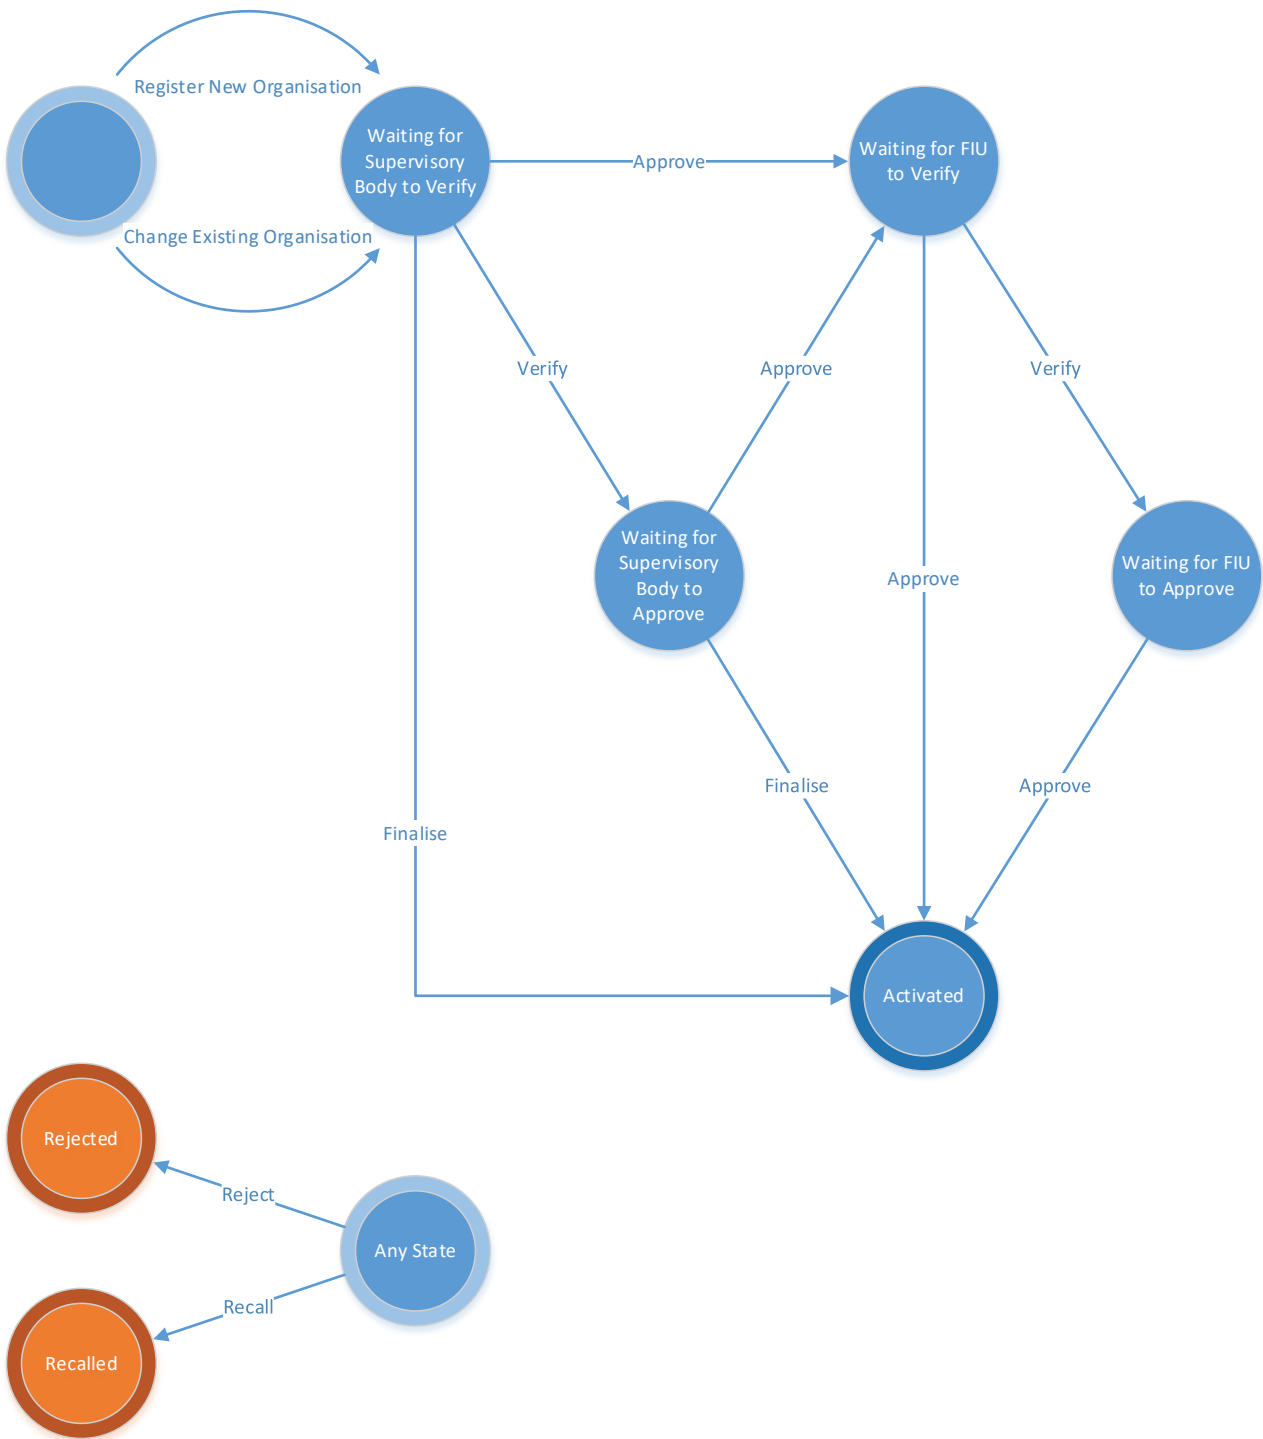 Register New Organisation
Waiting for
Supervisory
Body to Verify
Approve
Waiting for FIU
to Verify
Change Existing Organisation
Verify
Approve
Verify
Waiting for
Supervisory
Body to
Approve
Approve
Waiting for FIU
to Approve
Finalise
Approve
Finalise
Activated
Rejected
Reject
Any State
Recall
Recalled